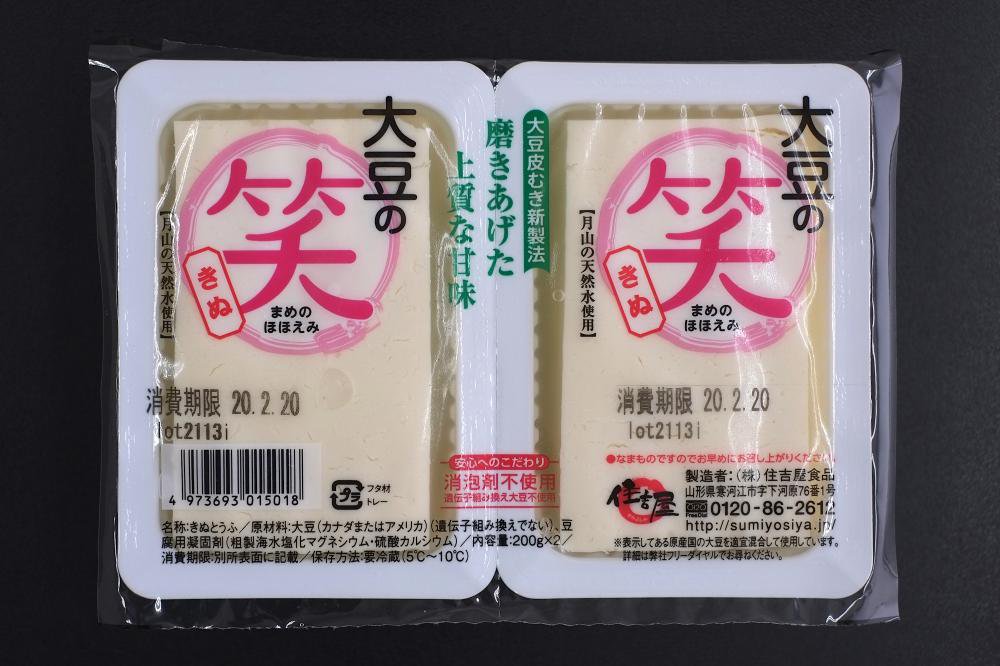 大豆の
笑
きぬ
まめの
ほほえみ
【月山の天然水使用】
消費期限 20.2.20
lot2113i
4 973693 015018
プラ
フタ材
トレー
名称:きぬとうふ/原材料:大豆(カナダまたはアメリカ)(遺伝子組み換えでない)、豆
腐用凝固剤(粗製海水塩化マグネシウム・硫酸カルシウム)/内容量:200g×2/
消費期限:別所表面に記載/保存方法:要冷蔵(5℃〜10℃)
大豆皮むき新製法
磨きあげた
上質な甘味
安心へのこだわり
消泡剤不使用
遺伝子組み換え大豆不使用
大豆の
笑
きぬ
まめの
ほほえみ
【月山の天然水使用】
消費期限 20.2.20
lot2113i
●なまものですのでお早めにお召し上がりください。
住吉屋
製造者:(株)住吉屋食品
山形県寒河江市字下河原76番1号
FreeDial
0120-86-2612
http://sumiyosiya.jp/
※表示してある原産国の大豆を適宜混合して使用しています。
詳細は弊社フリーダイヤルでお尋ねください。